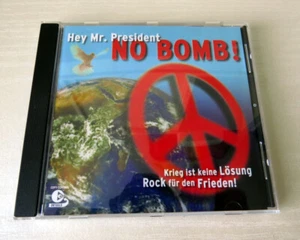 Hey Mr. President
NO BOMB!
Krieg ist keine Lösung
Rock für den Frieden!